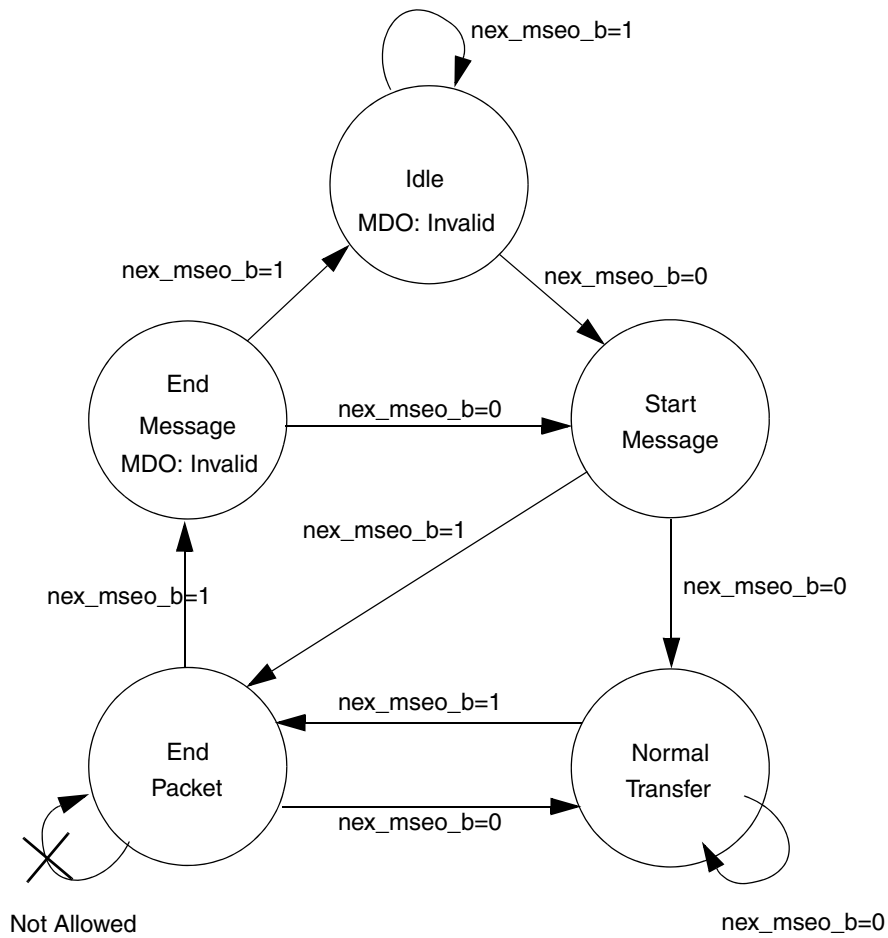 nex_mseo_b=1
Idle
MDO: Invalid
nex_mseo_b=1
nex_mseo_b=0
End
Message
MDO: Invalid
nex_mseo_b=0
Start
Message
nex_mseo_b=1
nex_mseo_b=1
nex_mseo_b=0
nex_mseo_b=1
End
Packet
Normal
Transfer
nex_mseo_b=0
Not Allowed
nex_mseo_b=0